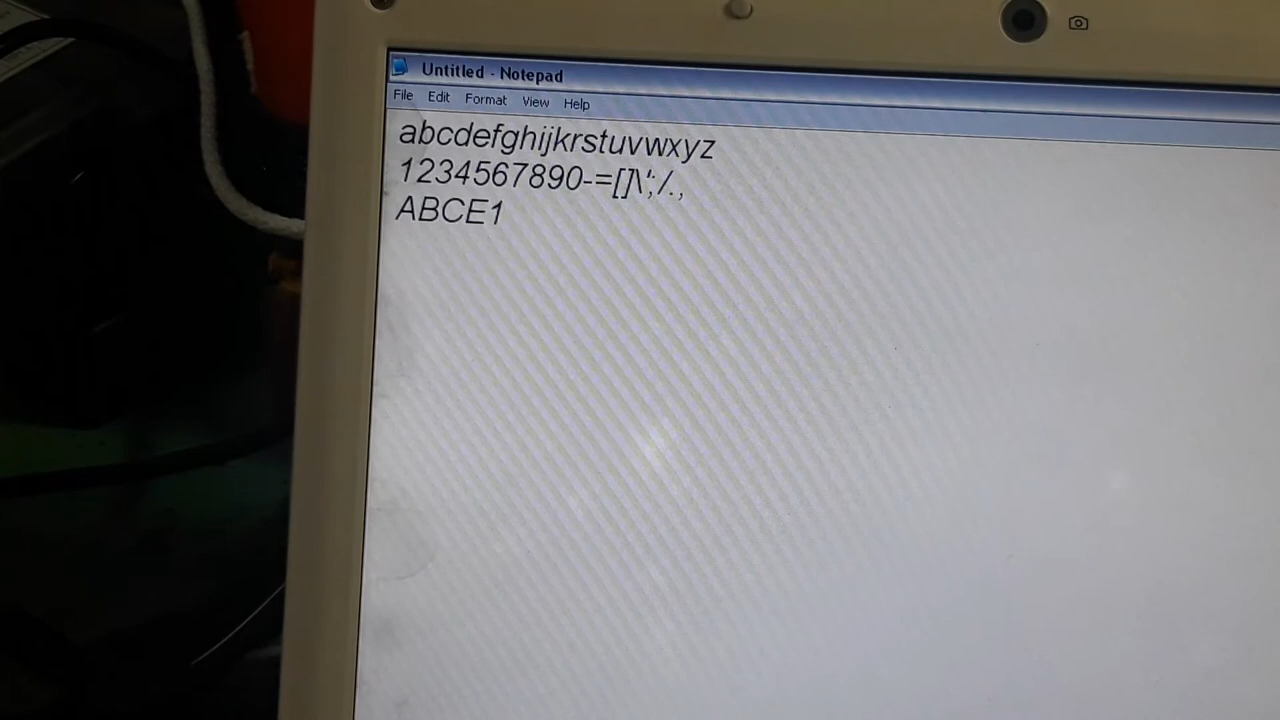 Untitled - Notepad
File Edit Format View Help
abcdefghijkrstuvwxyz
1234567890-=[]\';/.,
ABCE1